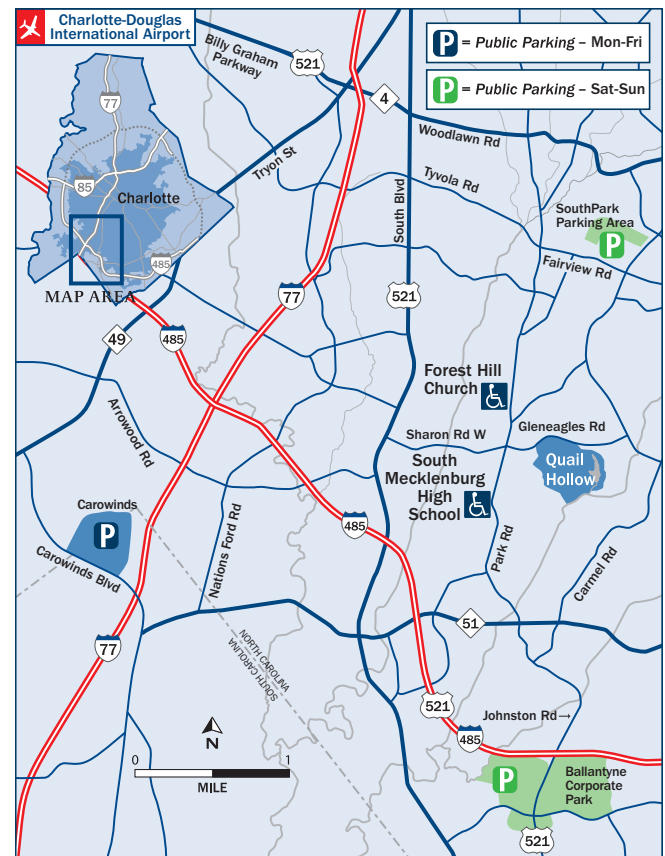 Charlotte-Douglas
International Airport
P = Public Parking – Mon-Fri
P = Public Parking – Sat-Sun
Billy Graham
Parkway
521
4
Woodlawn Rd
Tryon St
Tyvola Rd
South Blvd
SouthPark
Parking Area
P
Fairview Rd
77
85
Charlotte
485
MAP AREA
77
521
49
485
Forest Hill
Church
Arrowood Rd
Sharon Rd W
Gleneagles Rd
South
Mecklenburg
High
School
Quail
Hollow
Carowinds
P
Carowinds Blvd
Nations Ford Rd
485
Park Rd
Carmel Rd
51
77
NORTH CAROLINA
SOUTH CAROLINA
521
Johnston Rd→
485
N
0 1
MILE
P
Ballantyne
Corporate
Park
521